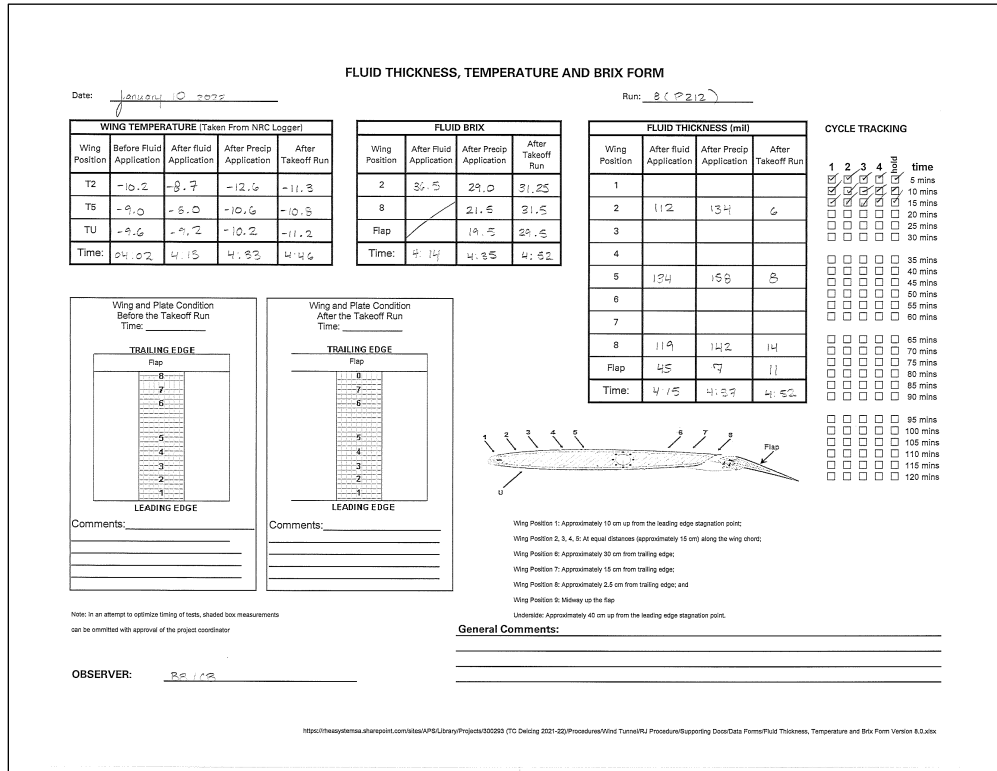 FLUID THICKNESS, TEMPERATURE AND BRIX FORM
Date: January 10
Run: 8 (P212)
WING TEMPERATURE (Taken From NRC Logger)
Wing Position Before Fluid Application After fluid Application After Precip Application After Takeoff Run
T2 -10.2 -8.7 -12.6 -11.3
T5 -9.0 -10.6
TU -9.6 -9.2 -10.2 -11.2
Time: 04.02 4:15 4:33 4:46
FLUID BRIX
Wing Position After Fluid Application After Precip Application After Takeoff Run
2 36.5 29.0 31.25
8 21.5 31.5
Flap 19.5 29.5
Time: 4:14 4:35 4:52
FLUID THICKNESS (mil)
Wing Position After fluid Application After Precip Application After Takeoff Run
1
2 112 134 6
3
4
5 134 158 8
6
7
8 119 142 14
Flap 45 7 11
Time: 4:15 4:37 4:52
CYCLE TRACKING
1 2 3 4 hold time
5 mins
10 mins
15 mins
20 mins
25 mins
30 mins
35 mins
40 mins
45 mins
50 mins
55 mins
60 mins
65 mins
70 mins
75 mins
80 mins
85 mins
90 mins
95 mins
100 mins
105 mins
110 mins
115 mins
120 mins
Wing and Plate Condition
Before the Takeoff Run
Time:
TRAILING EDGE
Flap
8
7
6
5
4
3
2
1
LEADING EDGE
Comments:
Wing and Plate Condition
After the Takeoff Run
Time:
TRAILING EDGE
Flap
7
6
5
4
3
2
1
LEADING EDGE
Comments:
1 2 3 4 5 6 7 8 Flap
U
Wing Position 1: Approximately 10 cm up from the leading edge stagnation point;
Wing Position 2, 3, 4, 5: At equal distances (approximately 15 cm) along the wing chord;
Wing Position 6: Approximately 30 cm from trailing edge;
Wing Position 7: Approximately 15 cm from trailing edge;
Wing Position 8: Approximately 2.5 cm from trailing edge; and
Wing Position 9: Midway up the flap
Underside: Approximately 40 cm up from the leading edge stagnation point.
Note: In an attempt to optimize timing of tests, shaded box measurements
can be ommitted with approval of the project coordinator
General Comments:
OBSERVER:
https://rheasystemsa.sharepoint.com/sites/APS/Library/Projects/300293 (TC Deicing 2021-22)/Procedures/Wind Tunnel/RJ Procedure/Supporting Docs/Data Forms/Fluid Thickness, Temperature and Brix Form Version 8.0.xlsx